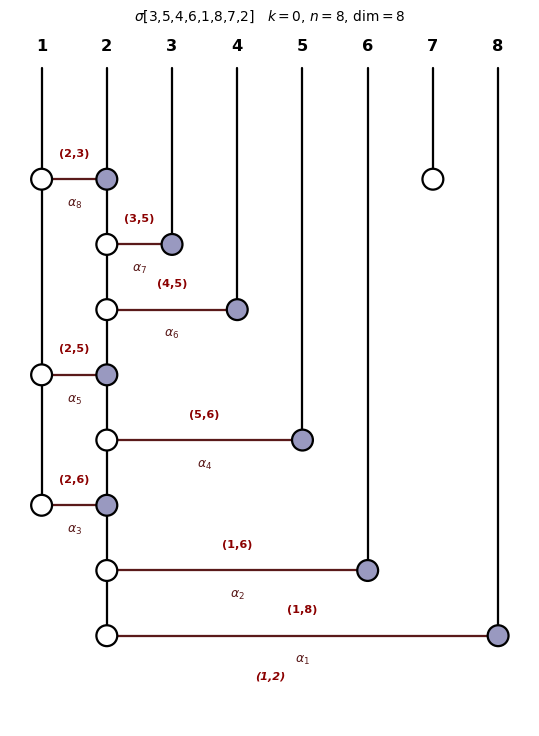 σ[3,5,4,6,1,8,7,2]   k = 0, n = 8, dim = 8
1 2 3 4 5 6 7 8
(2,3)
α₈
(3,5)
α₇
(4,5)
α₆
(2,5)
α₅
(5,6)
α₄
(2,6)
α₃
(1,6)
α₂
(1,8)
α₁
(1,2)